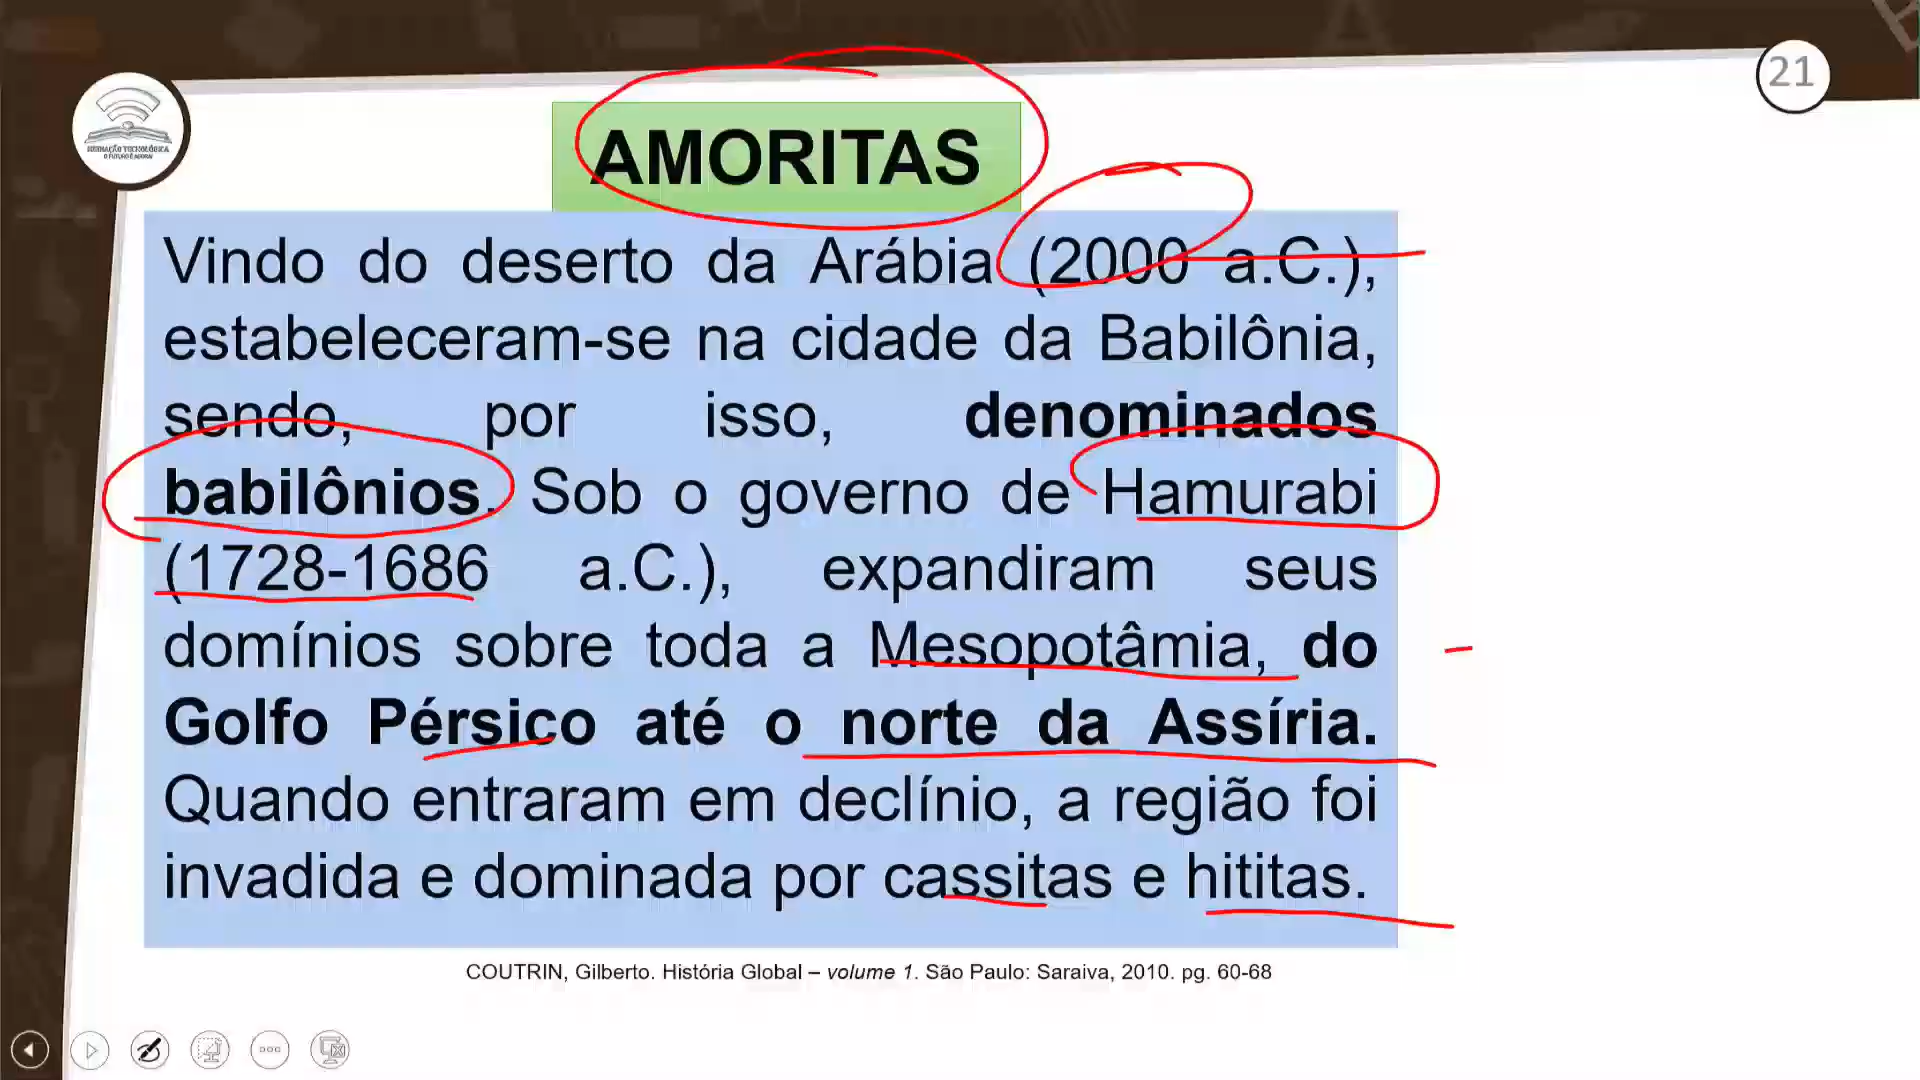 21
AMORITAS
Vindo do deserto da Arábia (2000 a.C.),
estabeleceram-se na cidade da Babilônia,
sendo, por isso, denominados
babilônios. Sob o governo de Hamurabi
(1728-1686 a.C.), expandiram seus
domínios sobre toda a Mesopotâmia, do
Golfo Pérsico até o norte da Assíria.
Quando entraram em declínio, a região foi
invadida e dominada por cassitas e hititas.
COUTRIN, Gilberto. História Global – volume 1. São Paulo: Saraiva, 2010. pg. 60-68